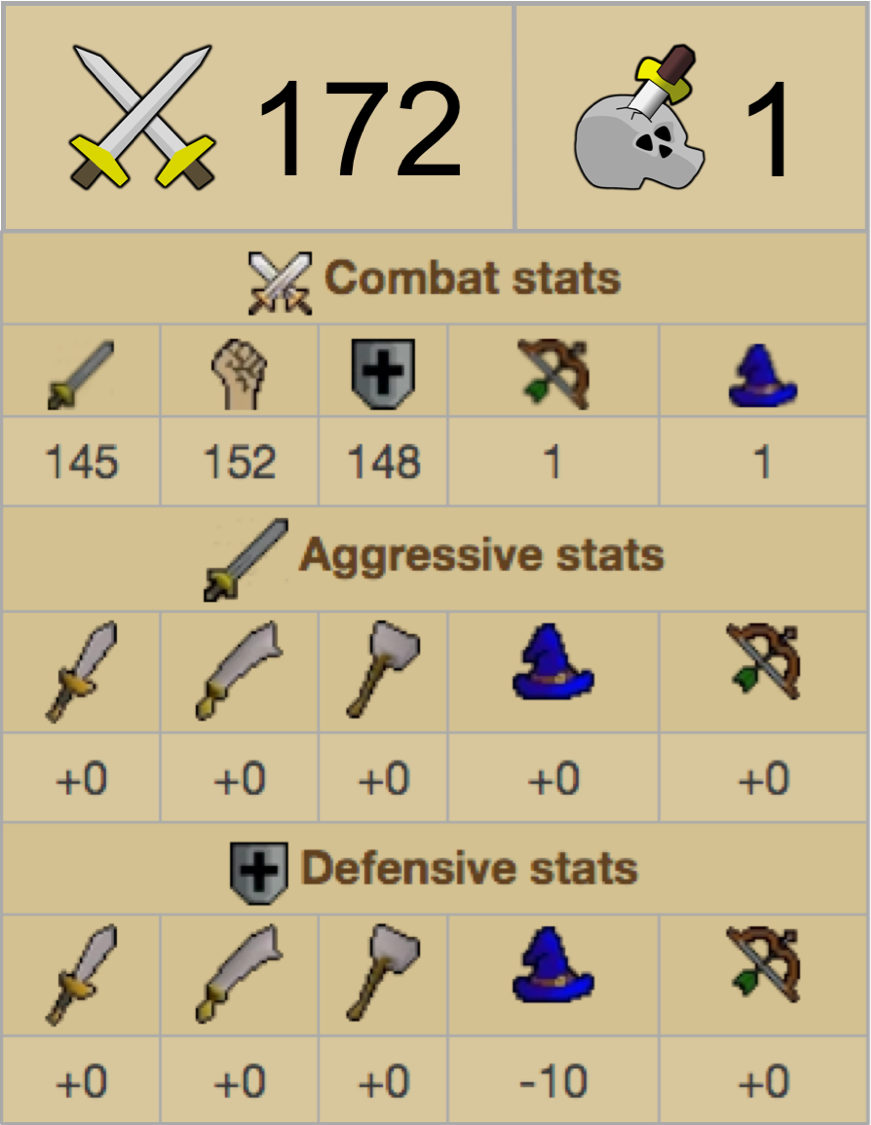 172 1
Combat stats
145 152 148 1 1
Aggressive stats
+0 +0 +0 +0 +0
Defensive stats
+0 +0 +0 -10 +0